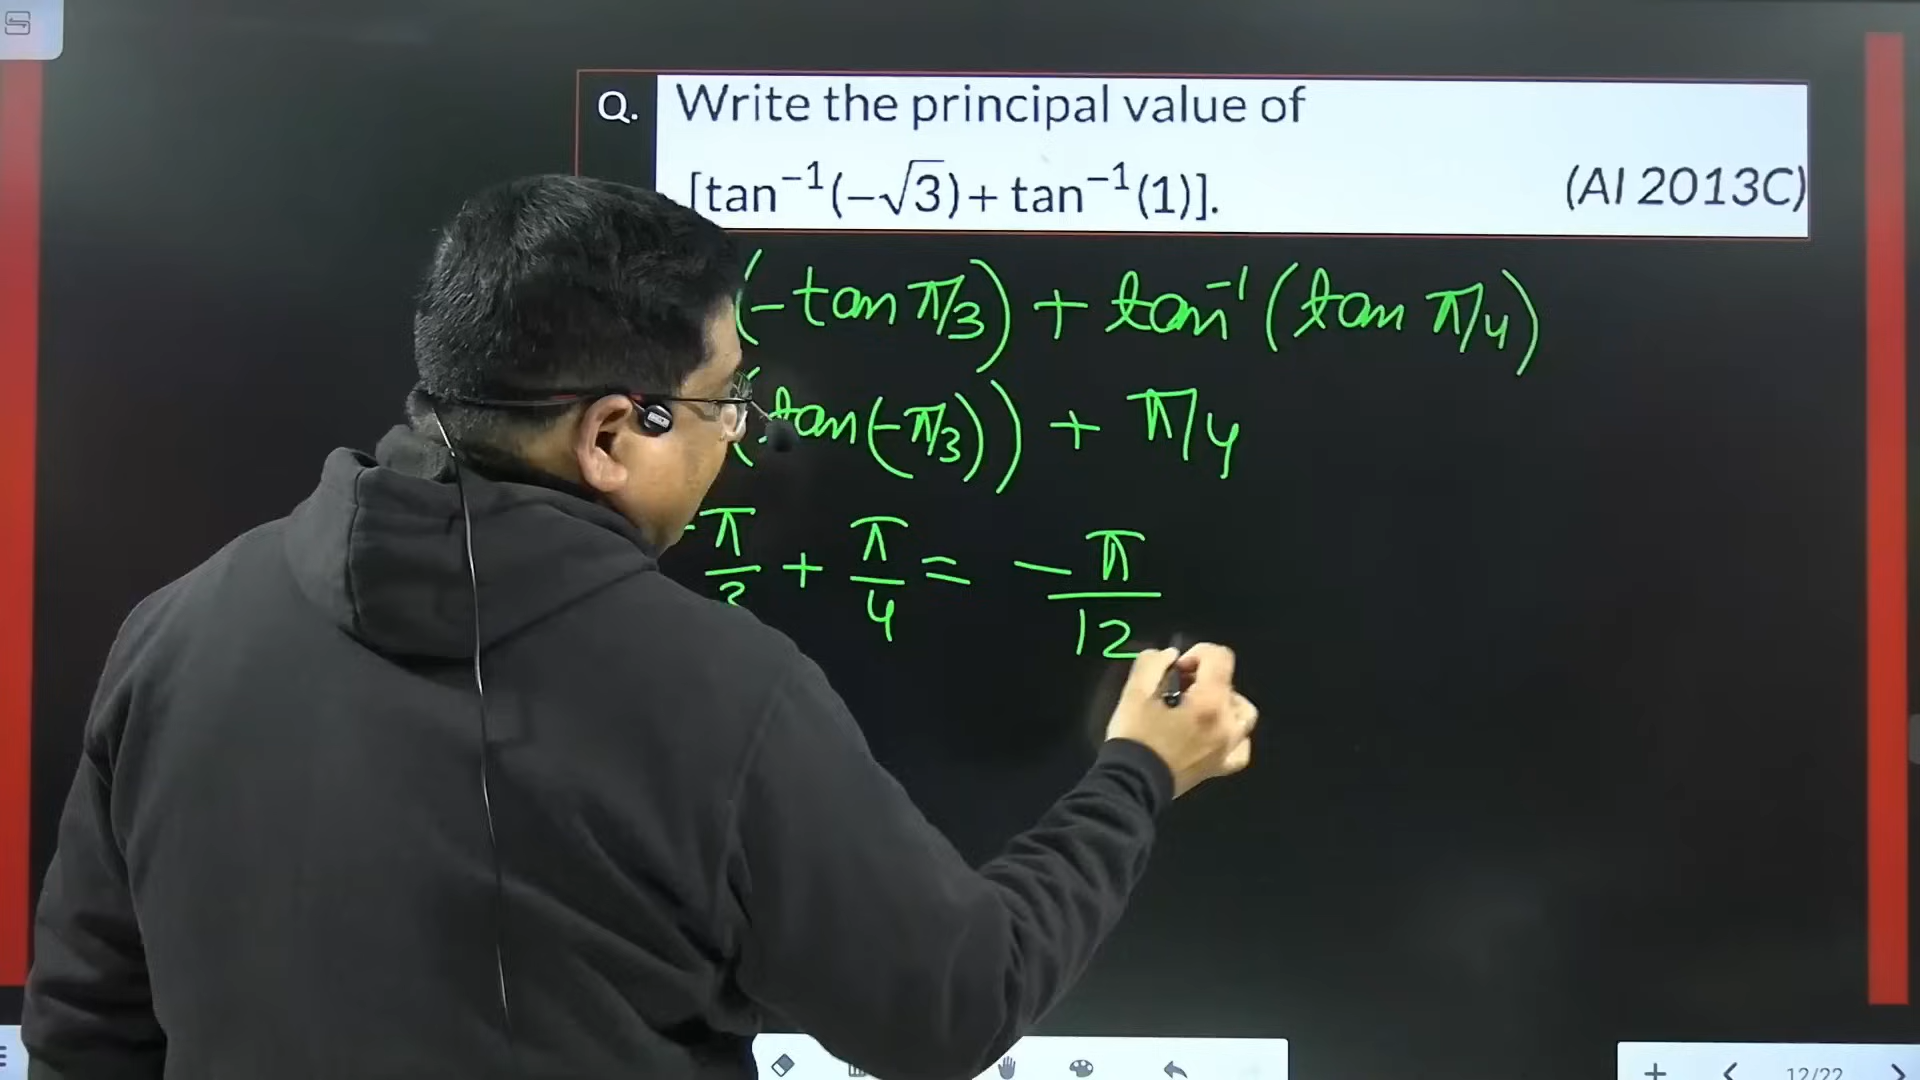 Q. Write the principal value of
[tan⁻¹(−√3)+ tan⁻¹(1)]. (AI 2013C)
(-tan π/3) + tan⁻¹ (tan π/4)
(tan(-π/3)) + π/4
-π/3 + π/4 = -π/12
12/22